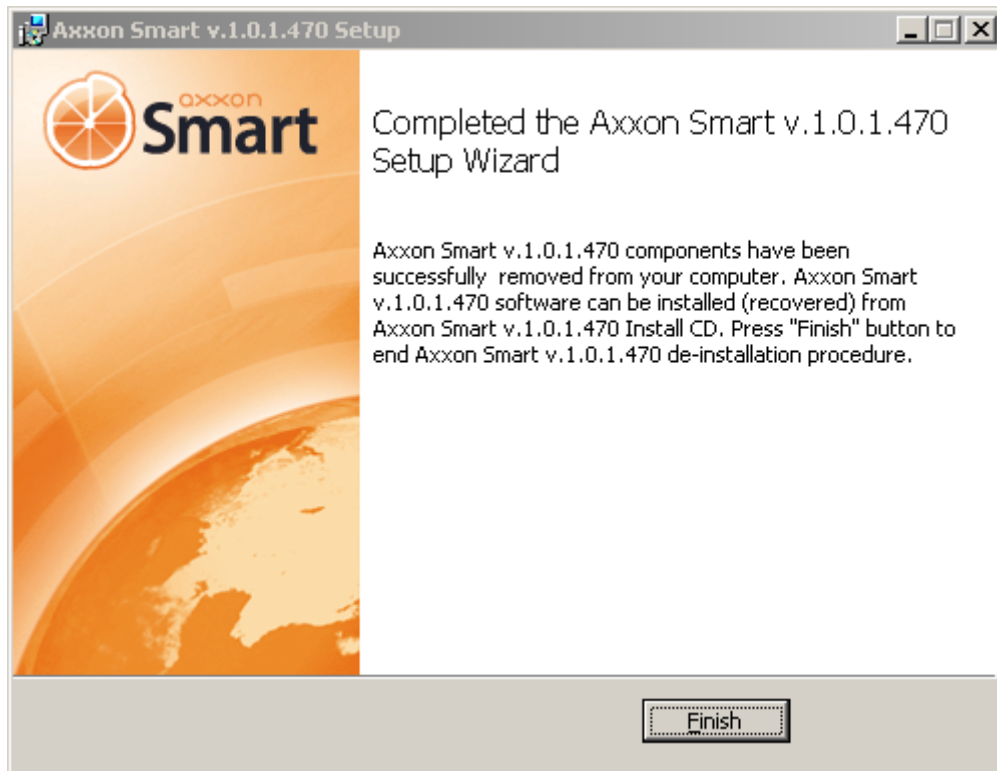 Axxon Smart v.1.0.1.470 Setup
axxon
Smart
Completed the Axxon Smart v.1.0.1.470
Setup Wizard
Axxon Smart v.1.0.1.470 components have been
successfully  removed from your computer. Axxon Smart
v.1.0.1.470 software can be installed (recovered) from
Axxon Smart v.1.0.1.470 Install CD. Press "Finish" button to
end Axxon Smart v.1.0.1.470 de-installation procedure.
Finish